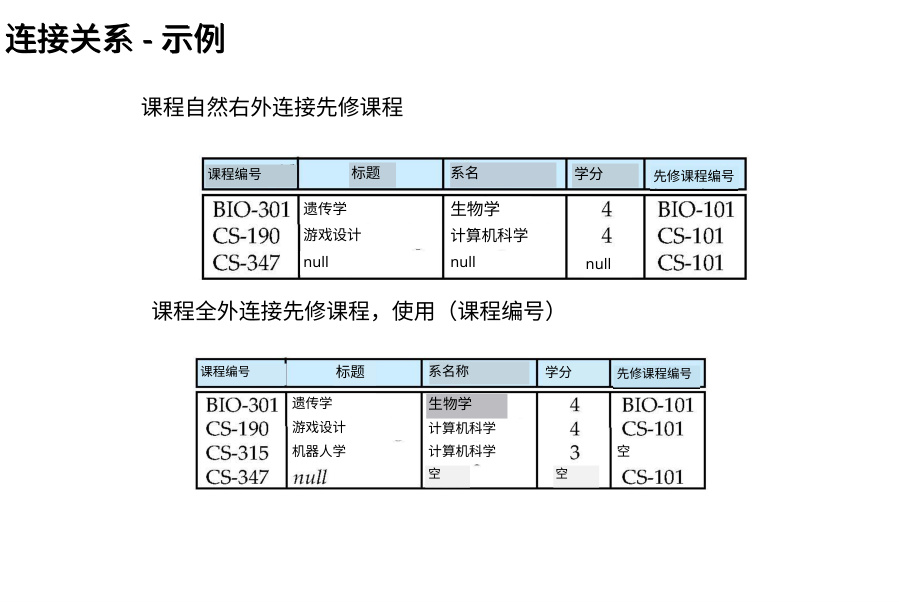 连接关系 - 示例
课程自然右外连接先修课程
课程编号 标题 系名 学分 先修课程编号
BIO-301 遗传学 生物学 4 BIO-101
CS-190 游戏设计 计算机科学 4 CS-101
CS-347 null null null CS-101
课程全外连接先修课程，使用（课程编号）
课程编号 标题 系名称 学分 先修课程编号
BIO-301 遗传学 生物学 4 BIO-101
CS-190 游戏设计 计算机科学 4 CS-101
CS-315 机器人学 计算机科学 3 空
CS-347 null 空 空 CS-101